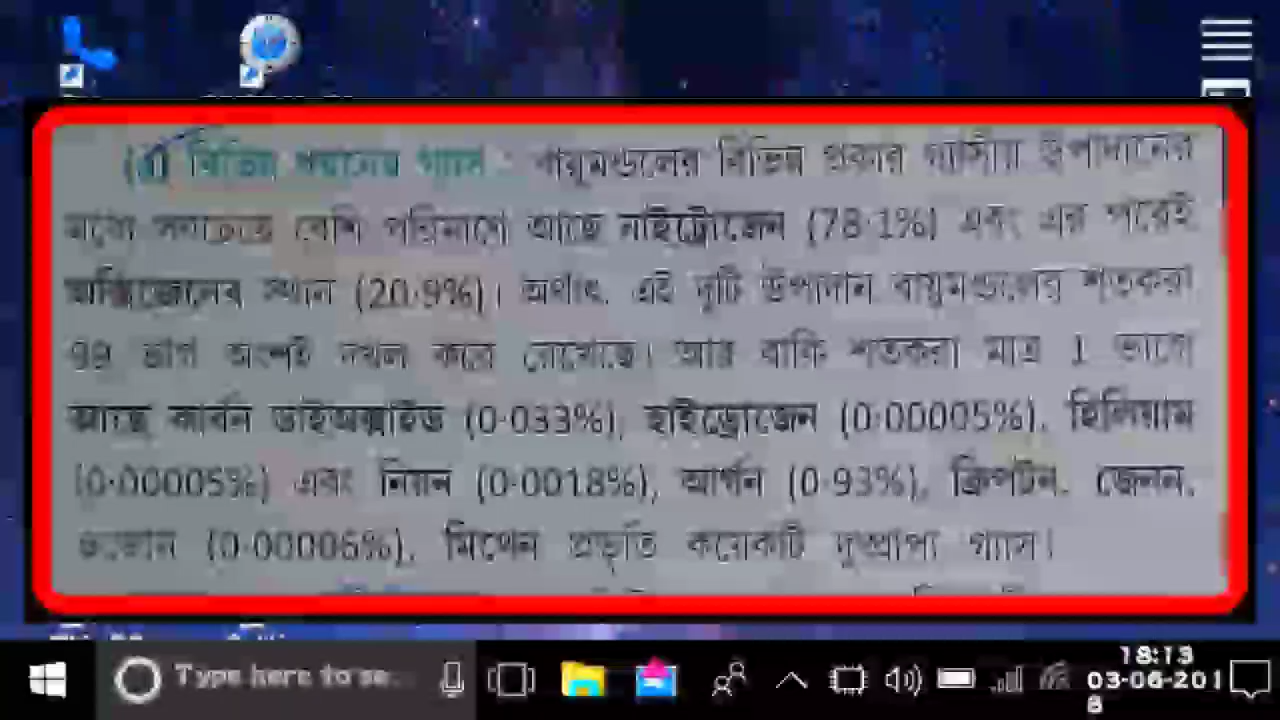 বিভিন্ন ধরনের গ্যাস : বায়ুমণ্ডলের বিভিন্ন প্রকার গ্যাসীয় উপাদানের
মধ্যে সবচেয়ে বেশি পরিমাণে আছে নাইট্রোজেন (78·1%) এবং এর পরেই
অক্সিজেনের স্থান (20·9%)। অর্থাৎ, এই দুটি উপাদান বায়ুমণ্ডলের শতকরা
99 ভাগ অংশই দখল করে রেখেছে। আর বাকি শতকরা মাত্র 1 ভাগে
আছে কার্বন ডাইঅক্সাইড (0·033%), হাইড্রোজেন (0·00005%), হিলিয়াম
(0·00005%) এবং নিয়ন (0·0018%), আর্গন (0·93%), ক্রিপটন, জেনন,
ওজোন (0·00006%), মিথেন প্রভৃতি কয়েকটি দুষ্প্রাপ্য গ্যাস।
Type here to se...
18:13
03-06-201
8